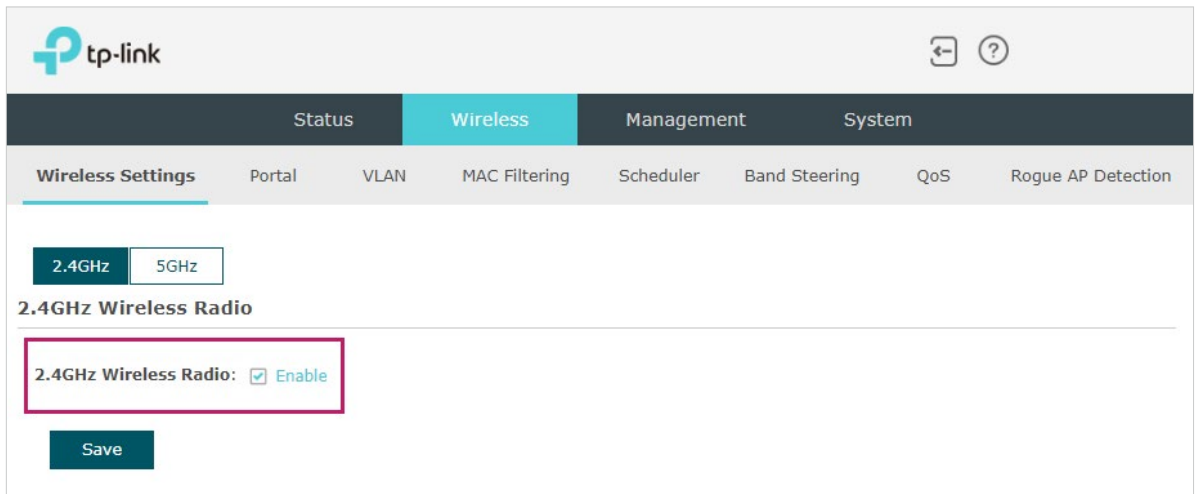 tp-link
?
Status Wireless Management System
Wireless Settings Portal VLAN MAC Filtering Scheduler Band Steering QoS Rogue AP Detection
2.4GHz 5GHz
2.4GHz Wireless Radio
2.4GHz Wireless Radio: Enable
Save